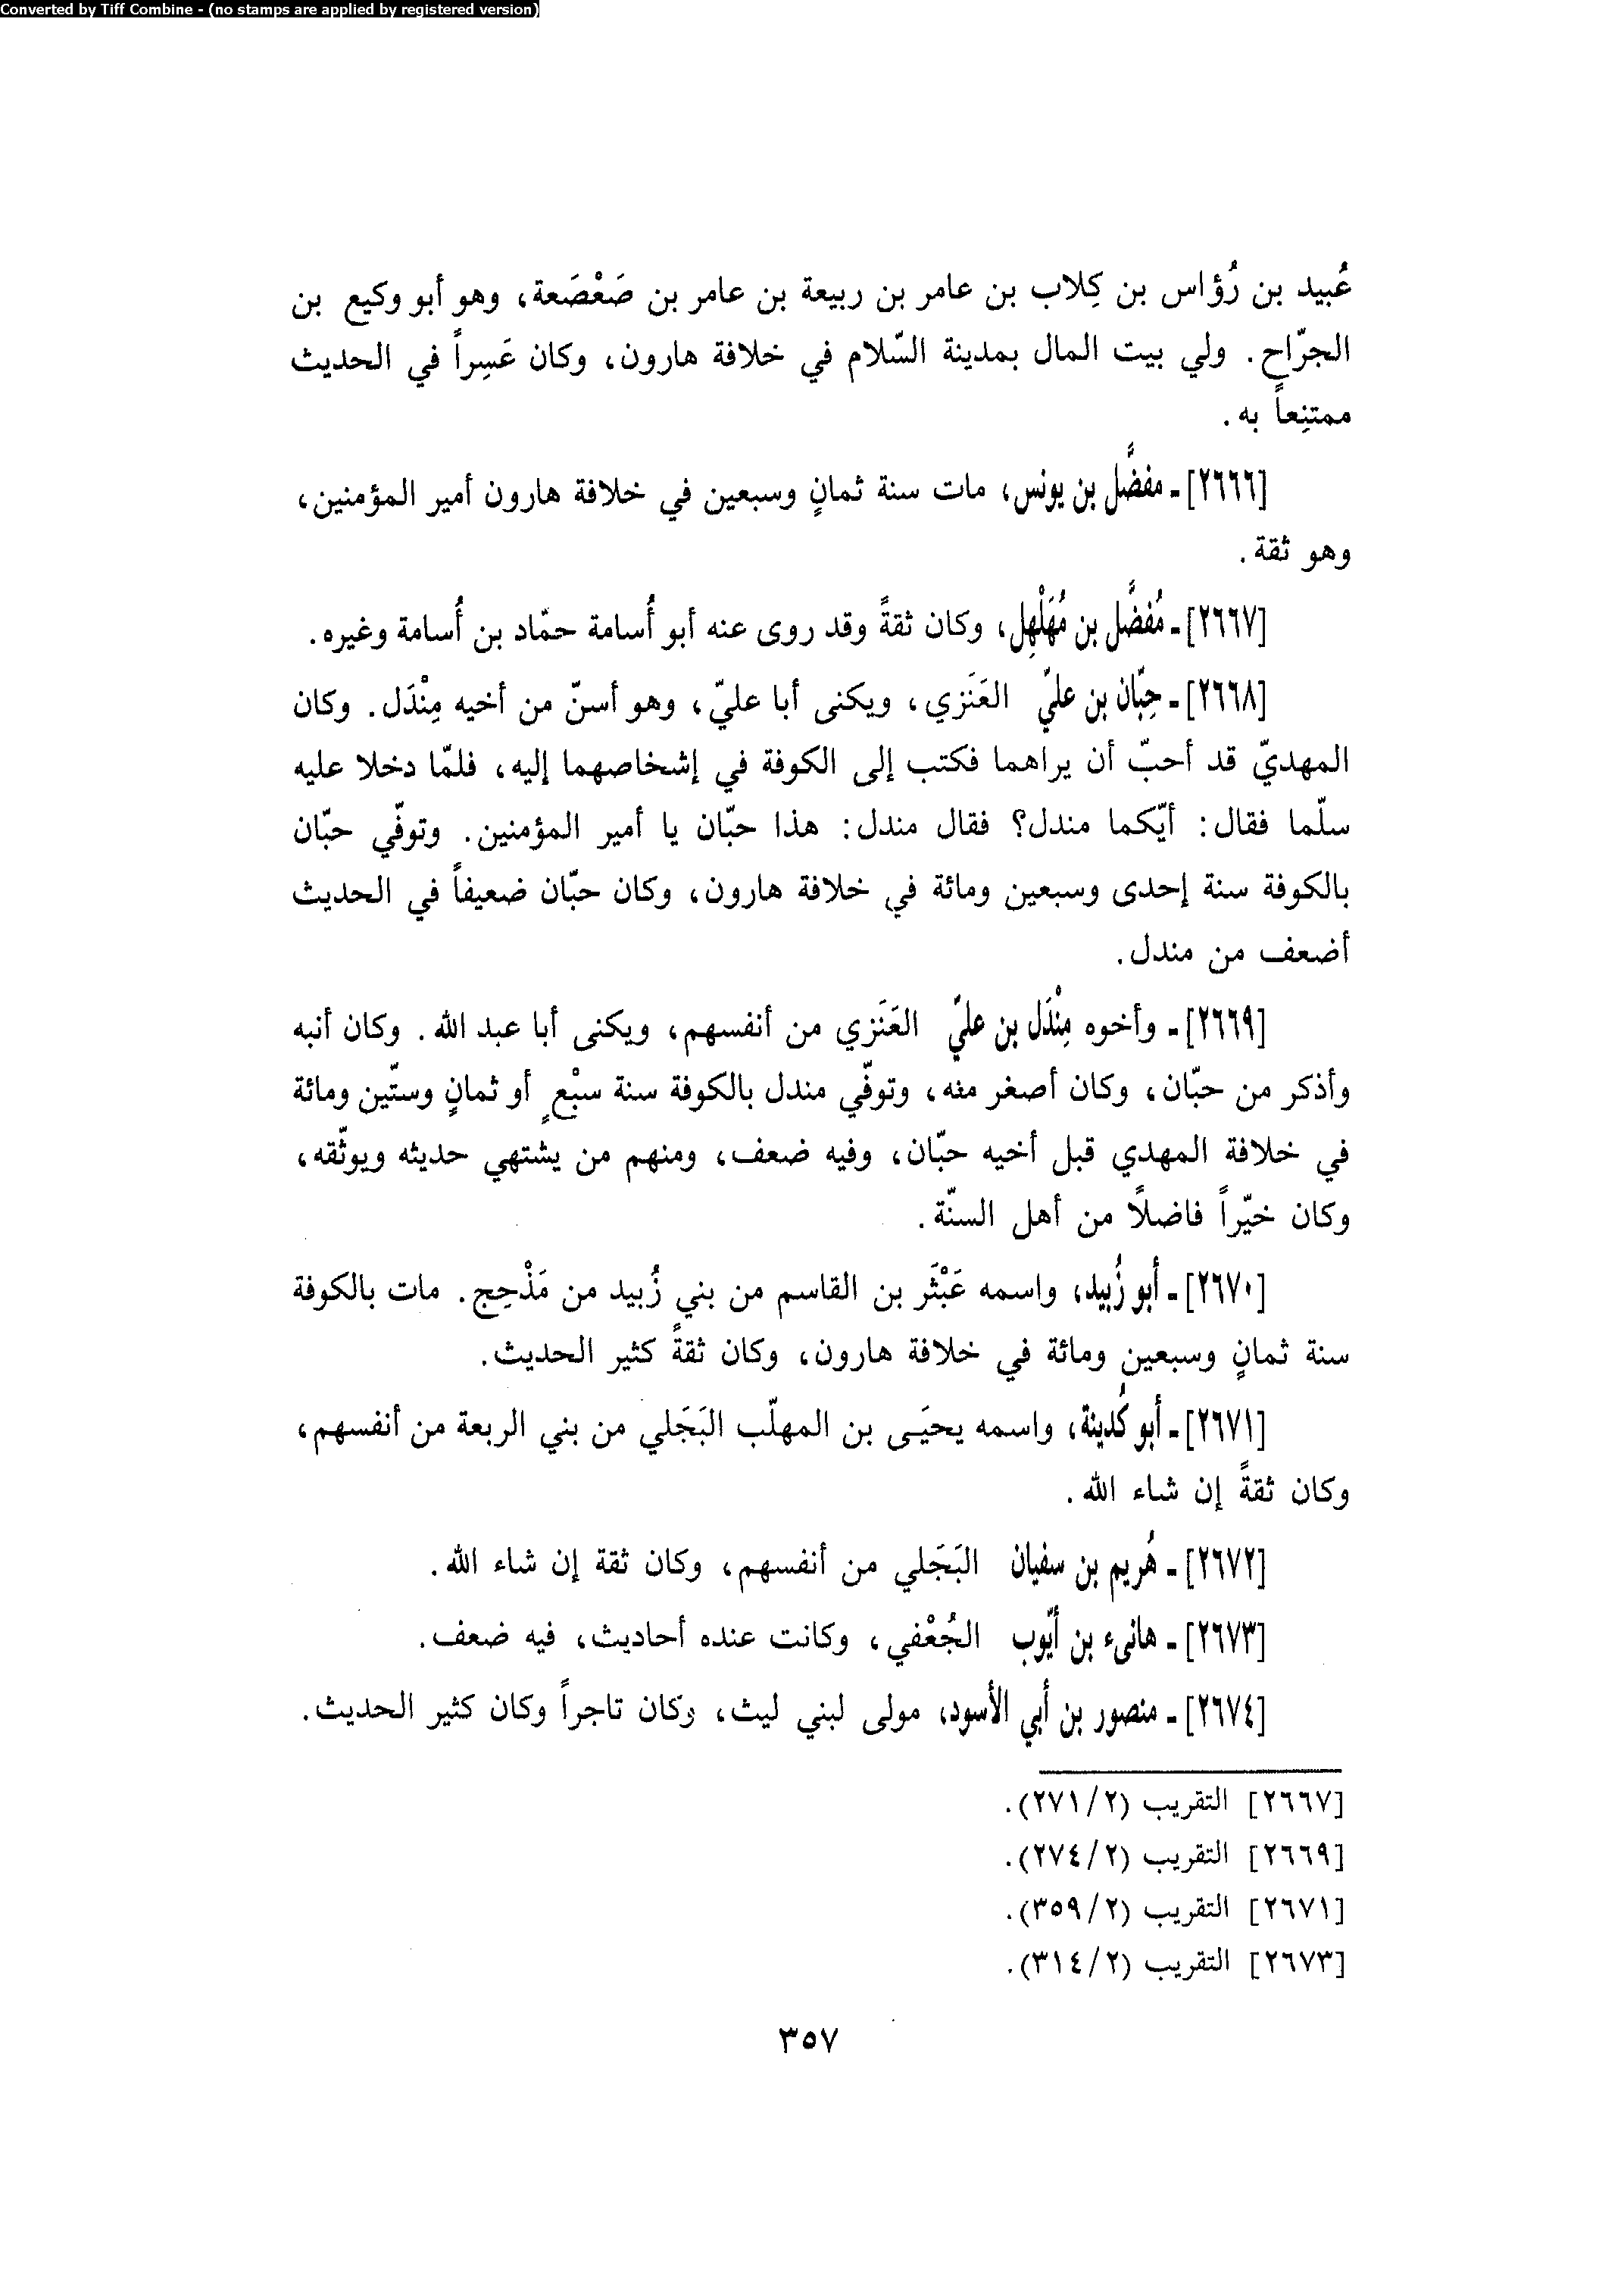 Converted by Tiff Combine - (no stamps are applied by registered version)
عُبيد بن رُؤاس بن كِلاب بن عامر بن ربيعة بن عامر بن صَعْصَعة، وهو أبو وكيع بن
الجرّاح. ولي بيت المال بمدينة السّلام في خلافة هارون، وكان عَسِراً في الحديث
ممتنِعاً به.
[٢٦٦٦]ـ مفضَّل بن يونس، مات سنة ثمانٍ وسبعين في خلافة هارون أمير المؤمنين،
وهو ثقة.
[٢٦٦٧]ـ مُفضَّل بن مُهَلْهِل، وكان ثقةً وقد روى عنه أبو أُسامة حمّاد بن أُسامة وغيره.
[٢٦٦٨]ـ حِبّان بن عليّ العَنَزي، ويكنى أبا عليّ، وهو أسنّ من أخيه مِنْدَل. وكان
المهديّ قد أحبّ أن يراهما فكتب إلى الكوفة في إشخاصهما إليه، فلمّا دخلا عليه
سلّما فقال: أيّكما مندل؟ فقال مندل: هذا حبّان يا أمير المؤمنين. وتوفّي حبّان
بالكوفة سنة إحدى وسبعين ومائة في خلافة هارون، وكان حبّان ضعيفاً في الحديث
أضعف من مندل.
[٢٦٦٩]ـ وأخوه مِنْدَل بن عليّ العَنَزي من أنفسهم، ويكنى أبا عبد الله. وكان أنبه
وأذكر من حبّان، وكان أصغر منه، وتوفّي مندل بالكوفة سنة سبْعٍ أو ثمانٍ وستّين ومائة
في خلافة المهدي قبل أخيه حبّان، وفيه ضعف، ومنهم من يشتهي حديثه ويوثّقه،
وكان خيّراً فاضلاً من أهل السنّة.
[٢٦٧٠]ـ أبو زُبيد، واسمه عَبْثَر بن القاسم من بني زُبيد من مَذْحِج. مات بالكوفة
سنة ثمانٍ وسبعين ومائة في خلافة هارون، وكان ثقةً كثير الحديث.
[٢٦٧١]ـ أبو كُدينة، واسمه يحيَى بن المهلّب البَجَلي من بني الربعة من أنفسهم،
وكان ثقةً إن شاء الله.
[٢٦٧٢]ـ هُريم بن سفيان البَجَلي من أنفسهم، وكان ثقة إن شاء الله.
[٢٦٧٣]ـ هانىء بن أيّوب الجُعْفي، وكانت عنده أحاديث، فيه ضعف.
[٢٦٧٤]ـ منصور بن أبي الأسود، مولى لبني ليث، وكان تاجراً وكان كثير الحديث.
[٢٦٦٧] التقريب (٢/ ٢٧١).
[٢٦٦٩] التقريب (٢/ ٢٧٤).
[٢٦٧١] التقريب (٢/ ٣٥٩).
[٢٦٧٣] التقريب (٢/ ٣١٤).
٣٥٧